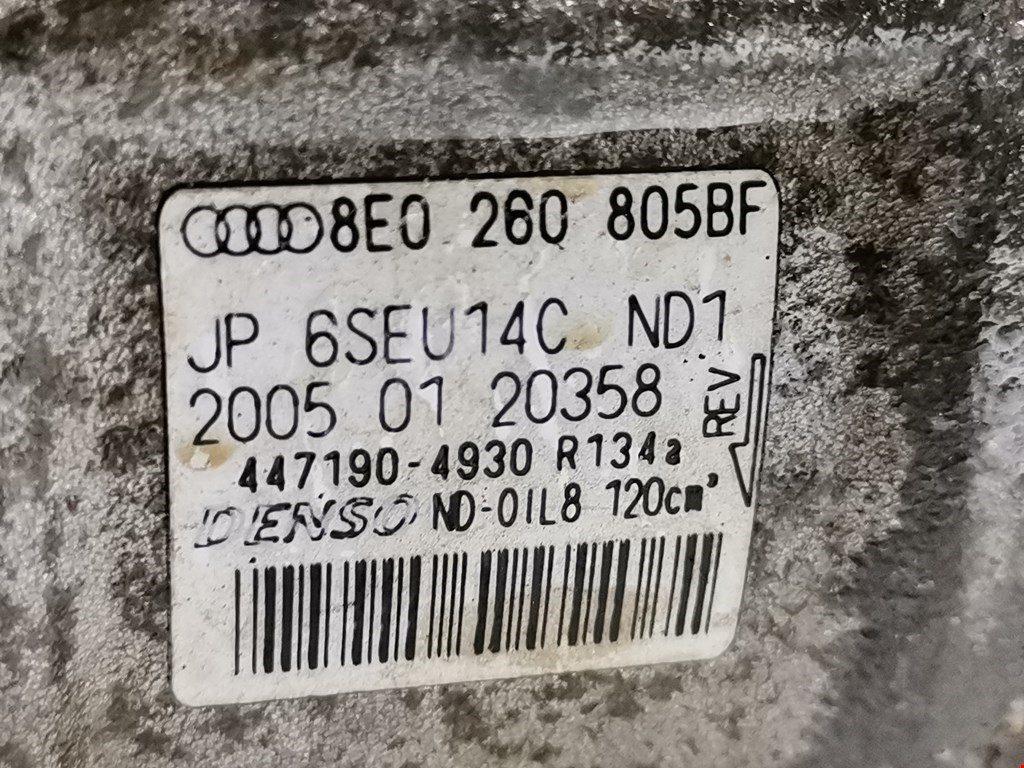 8E0 260 805BF
JP 6SEU14C ND1
2005 01 20358
447190-4930 R134a
DENSO ND-OIL8 120cm³
REV